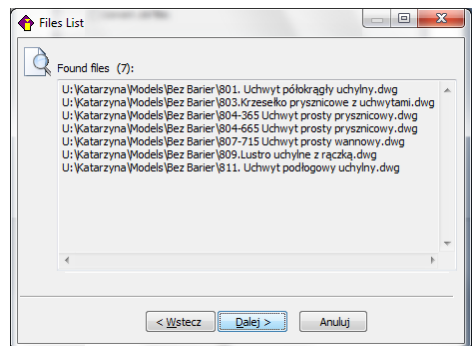 Files List
Found files (7):
U:\Katarzyna\Models\Bez Barier\801. Uchwyt półokrągły uchylny.dwg
U:\Katarzyna\Models\Bez Barier\803.Krzesełko prysznicowe z uchwytami.dwg
U:\Katarzyna\Models\Bez Barier\804-365 Uchwyt prosty prysznicowy.dwg
U:\Katarzyna\Models\Bez Barier\804-665 Uchwyt prosty prysznicowy.dwg
U:\Katarzyna\Models\Bez Barier\807-715 Uchwyt prosty wannowy.dwg
U:\Katarzyna\Models\Bez Barier\809.Lustro uchylne z rączką.dwg
U:\Katarzyna\Models\Bez Barier\811. Uchwyt podłogowy uchylny.dwg
< Wstecz Dalej > Anuluj